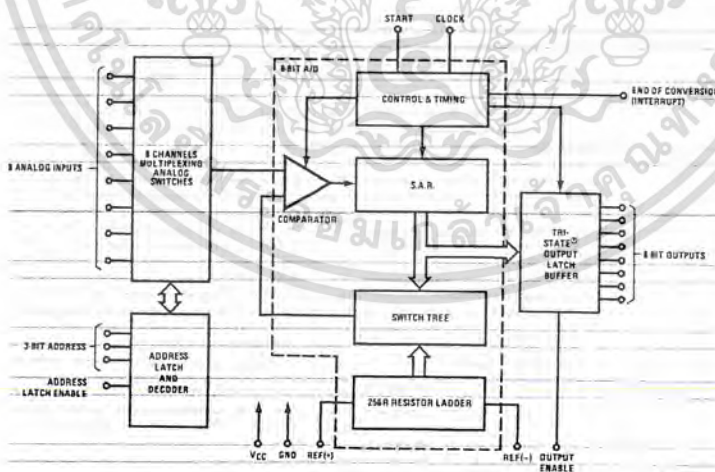 START CLOCK
8-BIT A/D
CONTROL & TIMING
END OF CONVERSION
(INTERRUPT)
8 ANALOG INPUTS
8 CHANNELS
MULTIPLEXING
ANALOG
SWITCHES
COMPARATOR
S.A.R.
TRI-
STATE®
OUTPUT
LATCH
BUFFER
8-BIT OUTPUTS
3-BIT ADDRESS
ADDRESS
LATCH ENABLE
ADDRESS
LATCH
AND
DECODER
SWITCH TREE
256R RESISTOR LADDER
VCC GND REF(+) REF(-) OUTPUT
ENABLE